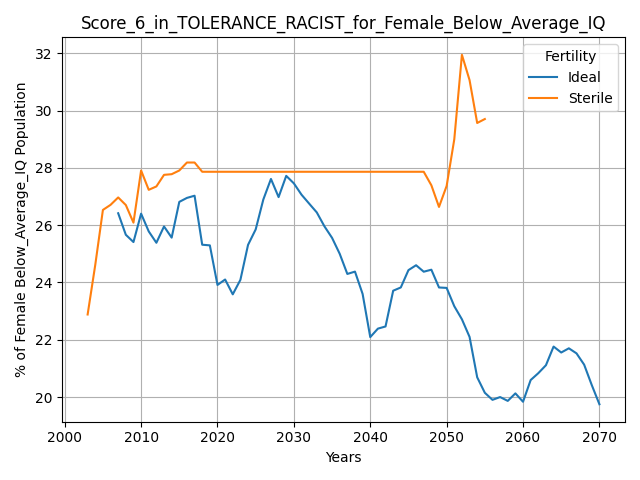 Score_6_in_TOLERANCE_RACIST_for_Female_Below_Average_IQ
% of Female Below_Average_IQ Population
32
30
28
26
24
22
20
Fertility
Ideal
Sterile
2000 2010 2020 2030 2040 2050 2060 2070
Years